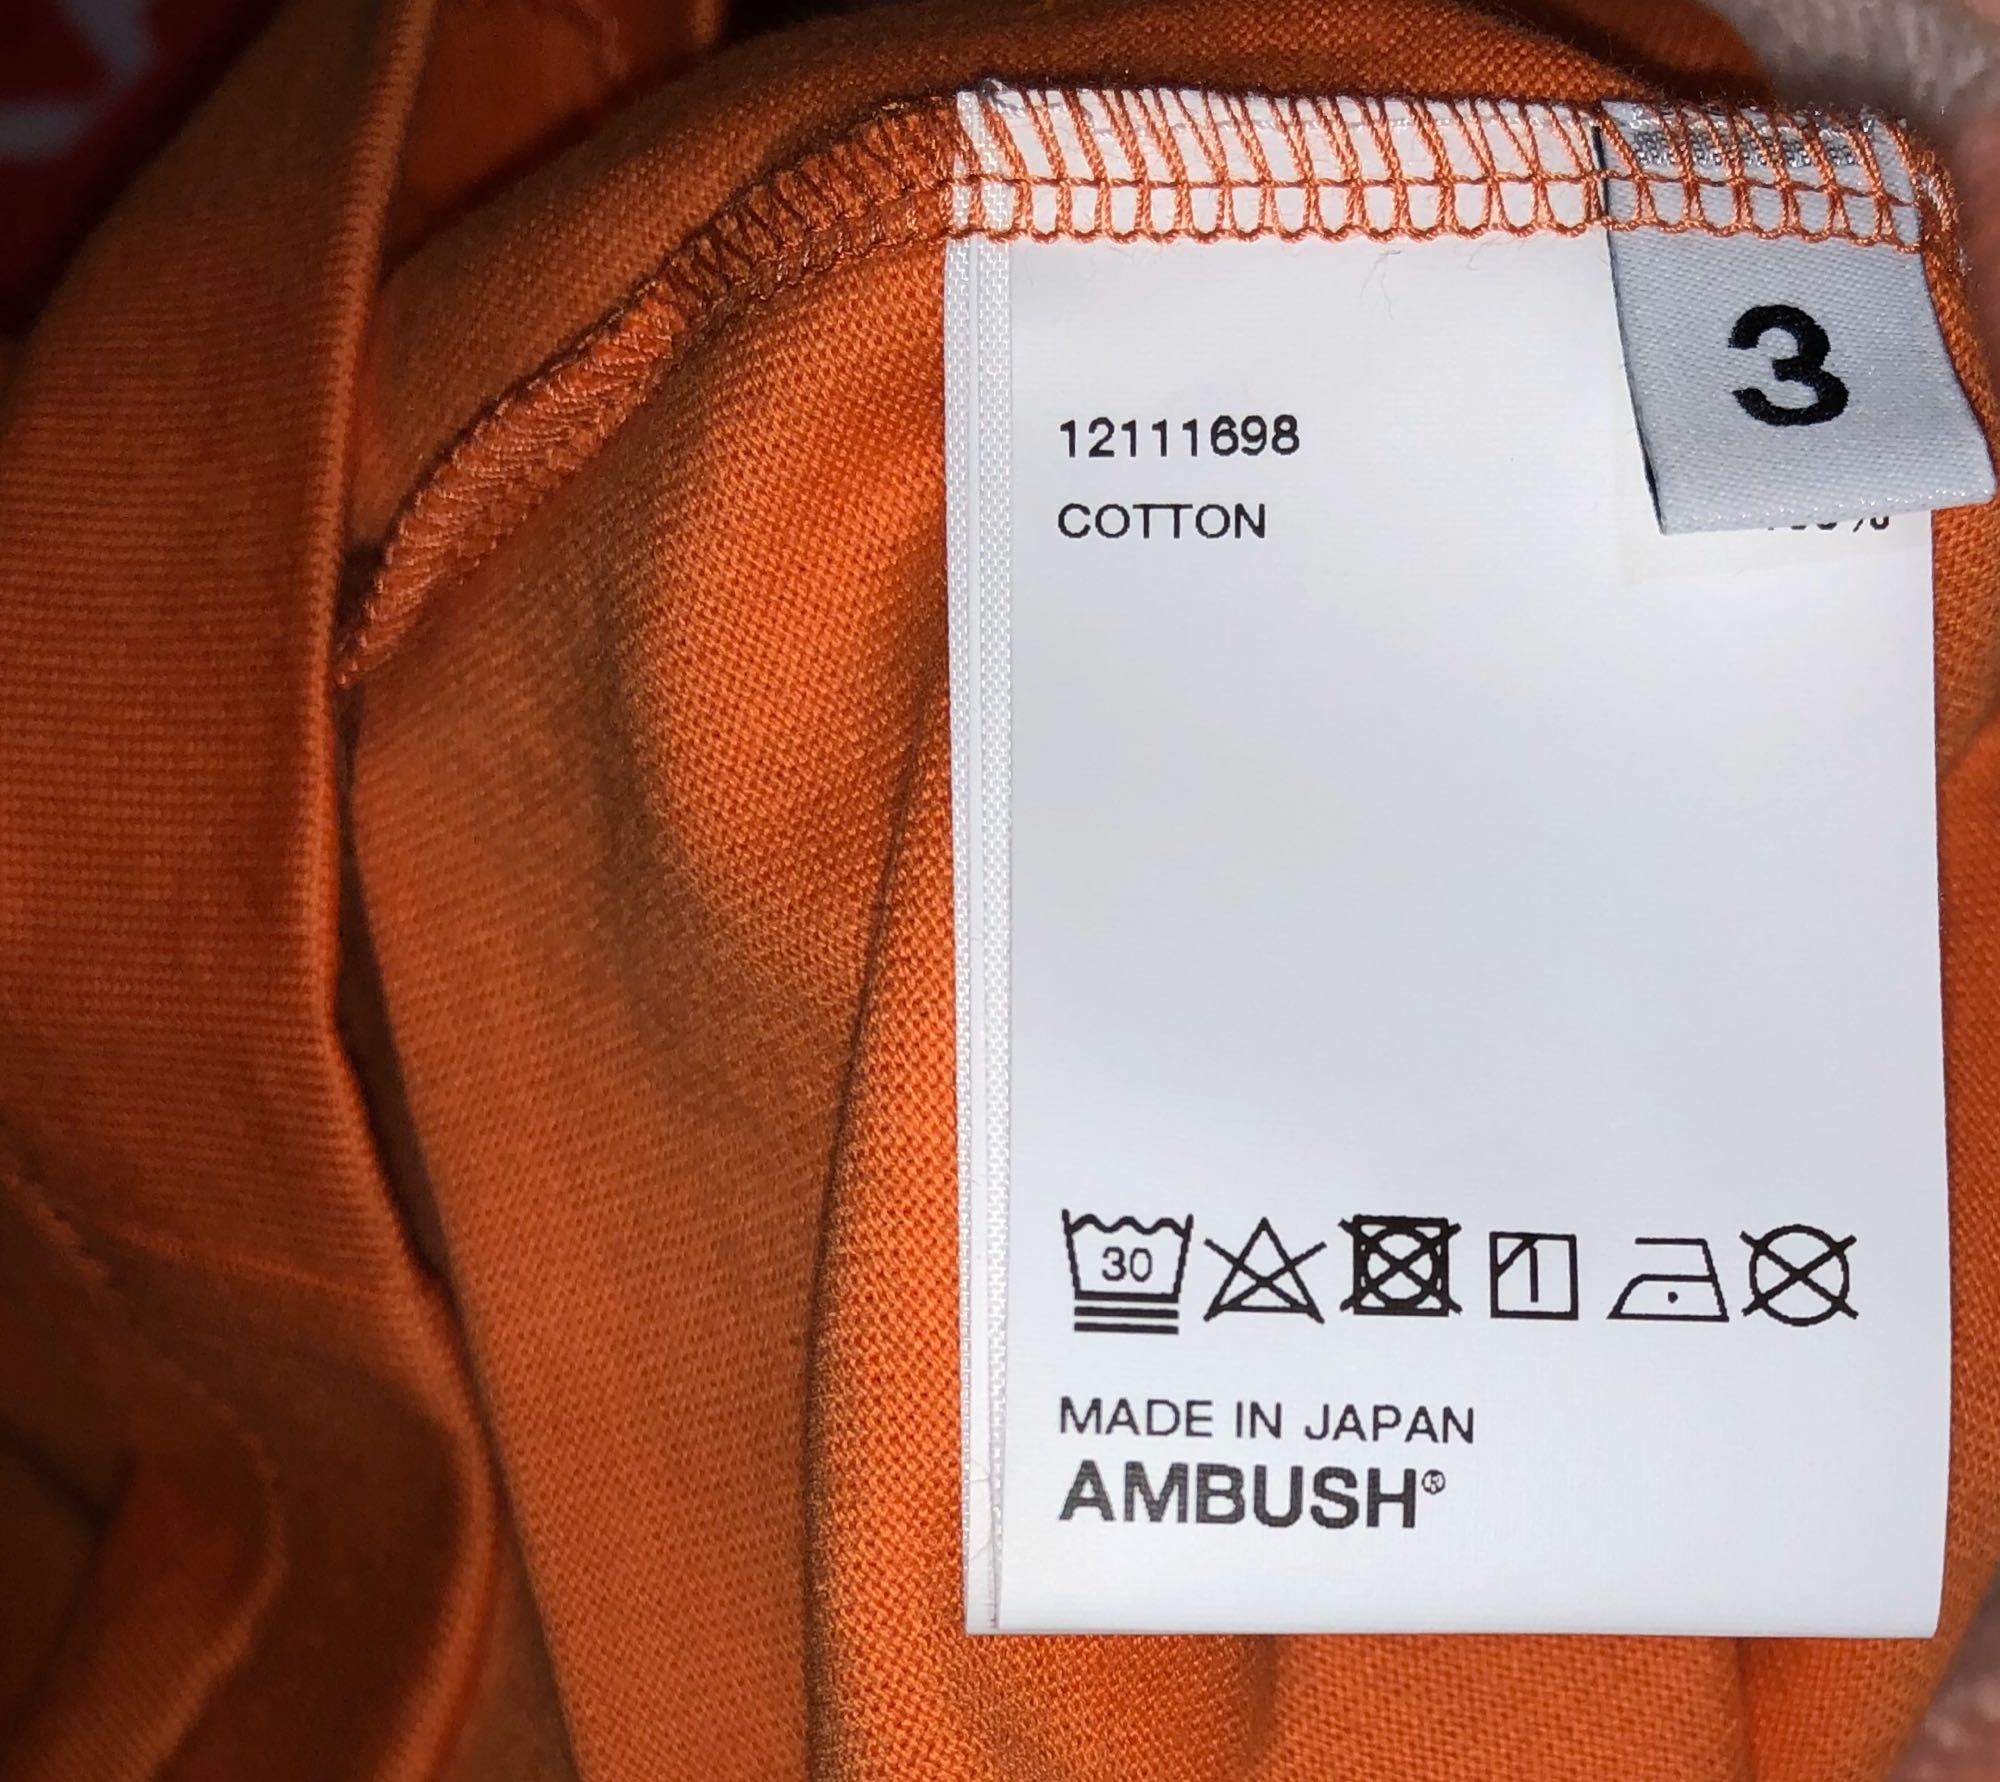 3
12111698
COTTON
30
MADE IN JAPAN
AMBUSH®